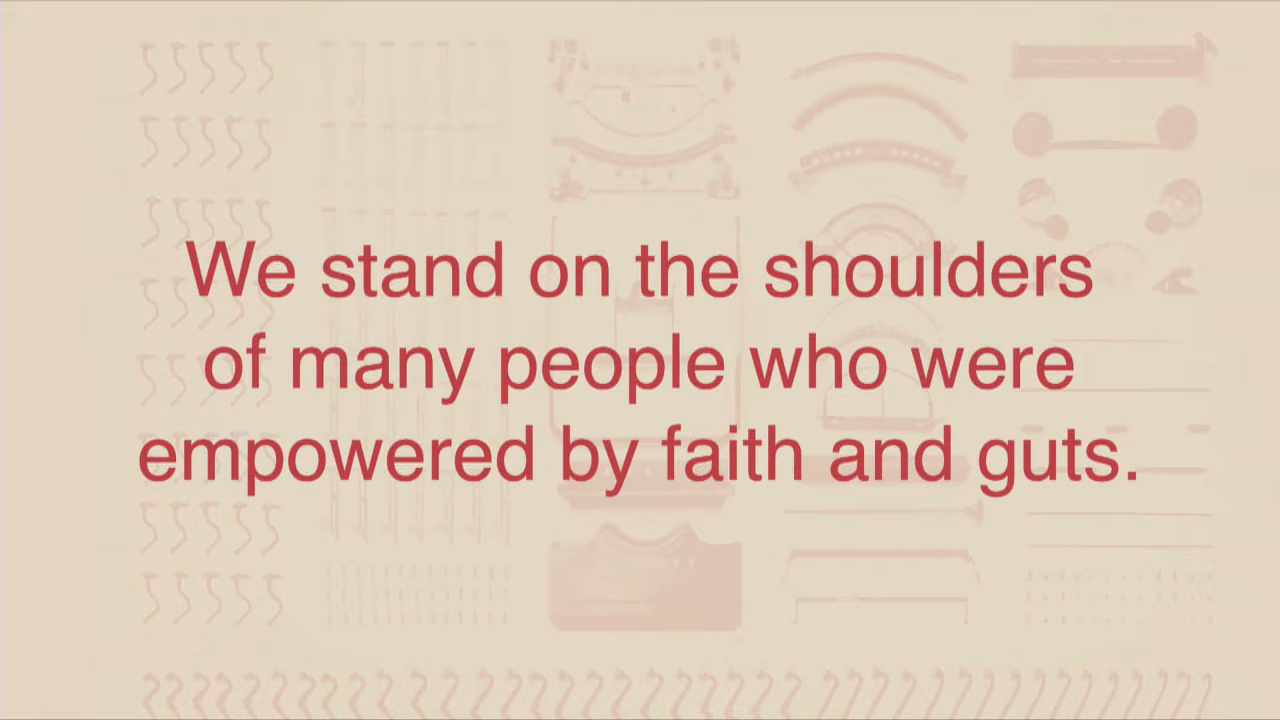 We stand on the shoulders
of many people who were
empowered by faith and guts.